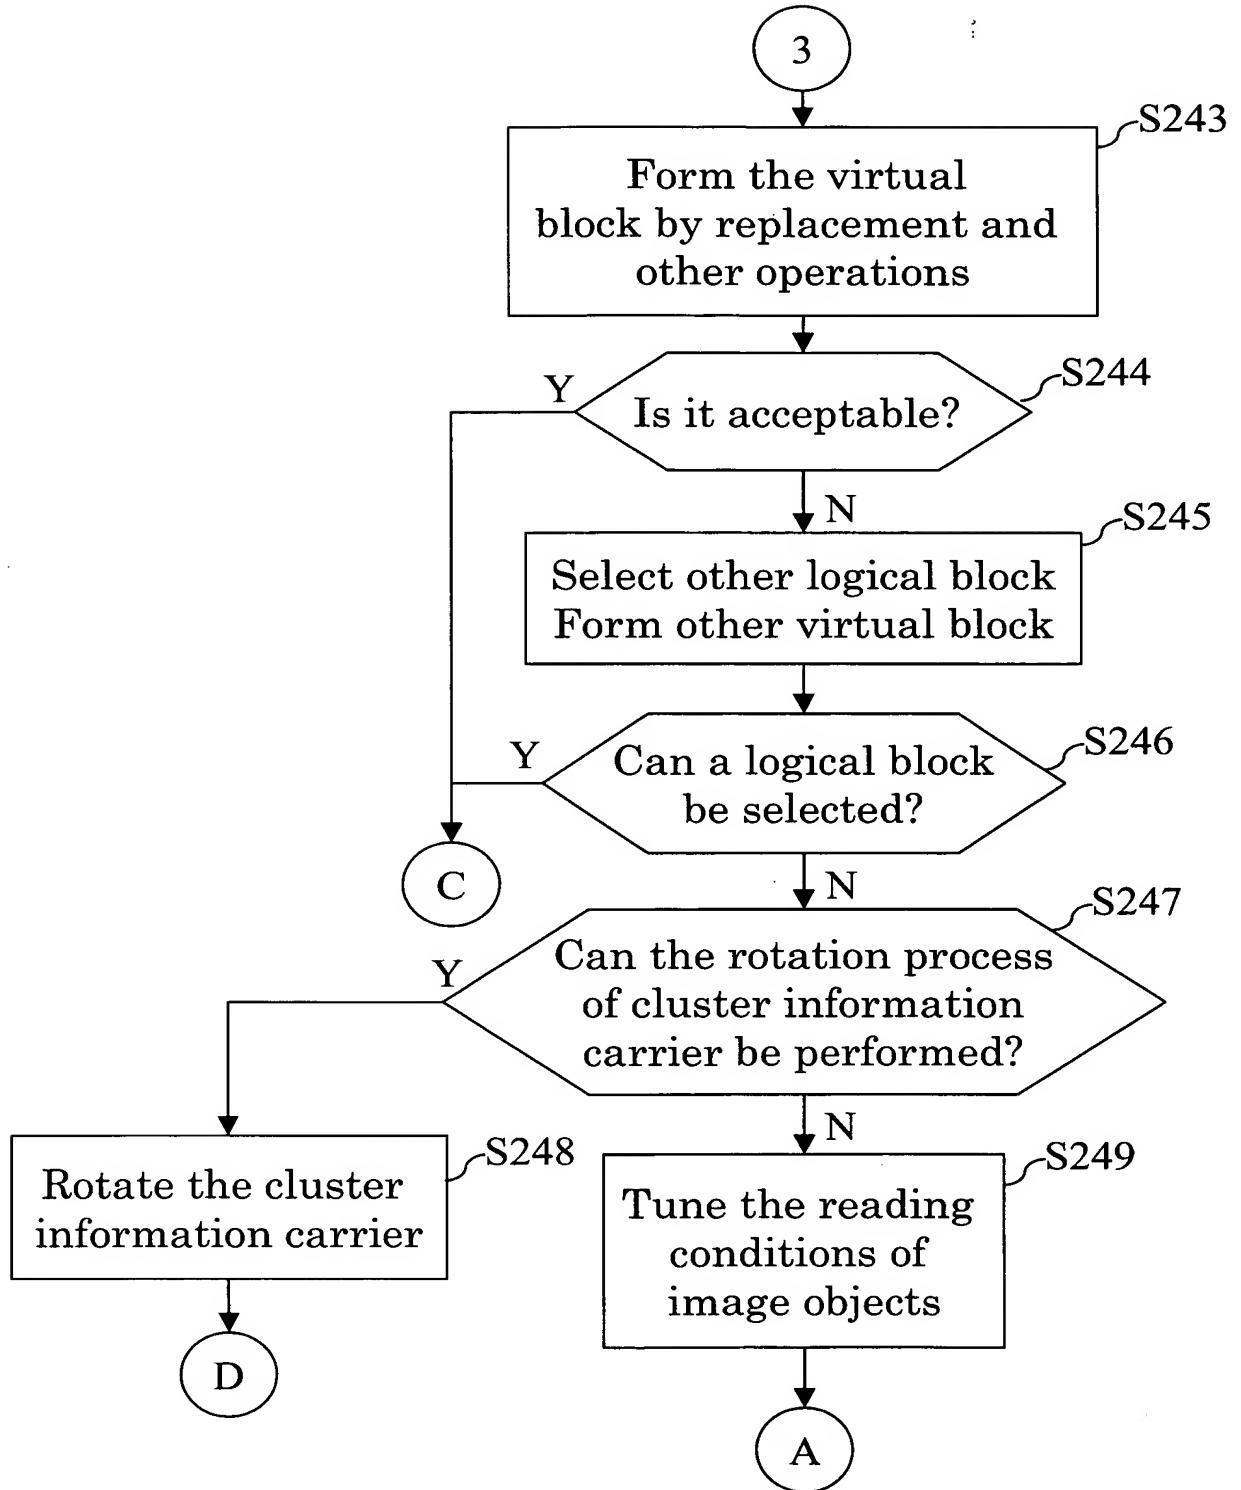 3
S243
Form the virtual
block by replacement and
other operations
S244
Y
Is it acceptable?
N
S245
Select other logical block
Form other virtual block
S246
Y
Can a logical block
be selected?
C
N
S247
Y
Can the rotation process
of cluster information
carrier be performed?
N
S248
Rotate the cluster
information carrier
S249
Tune the reading
conditions of
image objects
D
A